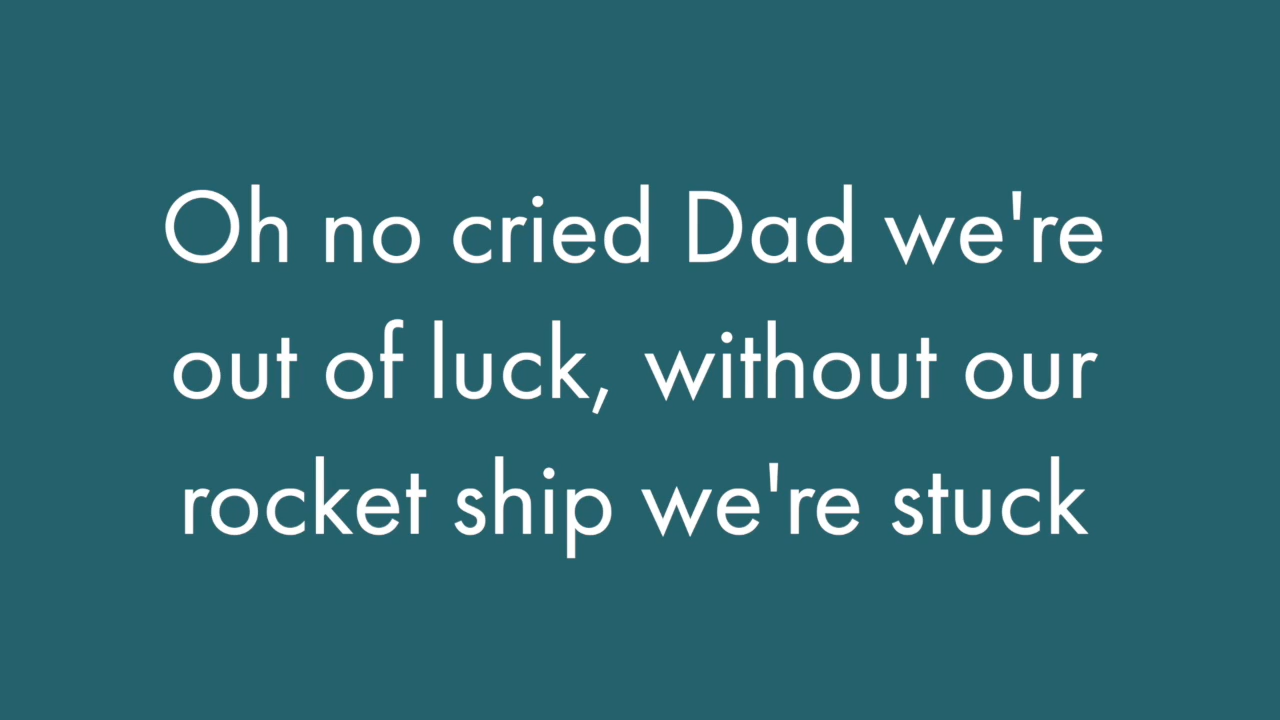 Oh no cried Dad we're
out of luck, without our
rocket ship we're stuck